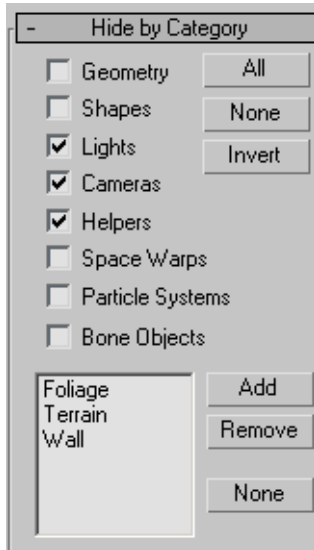 - Hide by Category
Geometry All
Shapes None
Lights Invert
Cameras
Helpers
Space Warps
Particle Systems
Bone Objects
Foliage Add
Terrain Remove
Wall
None